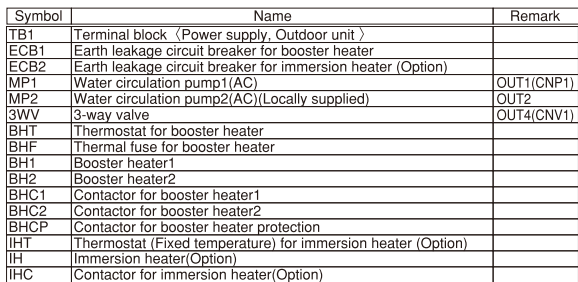 Symbol Name Remark
TB1 Terminal block 〈Power supply, Outdoor unit 〉
ECB1 Earth leakage circuit breaker for booster heater
ECB2 Earth leakage circuit breaker for immersion heater (Option)
MP1 Water circulation pump1(AC) OUT1(CNP1)
MP2 Water circulation pump2(AC)(Locally supplied) OUT2
3WV 3-way valve OUT4(CNV1)
BHT Thermostat for booster heater
BHF Thermal fuse for booster heater
BH1 Booster heater1
BH2 Booster heater2
BHC1 Contactor for booster heater1
BHC2 Contactor for booster heater2
BHCP Contactor for booster heater protection
IHT Thermostat (Fixed temperature) for immersion heater (Option)
IH Immersion heater(Option)
IHC Contactor for immersion heater(Option)